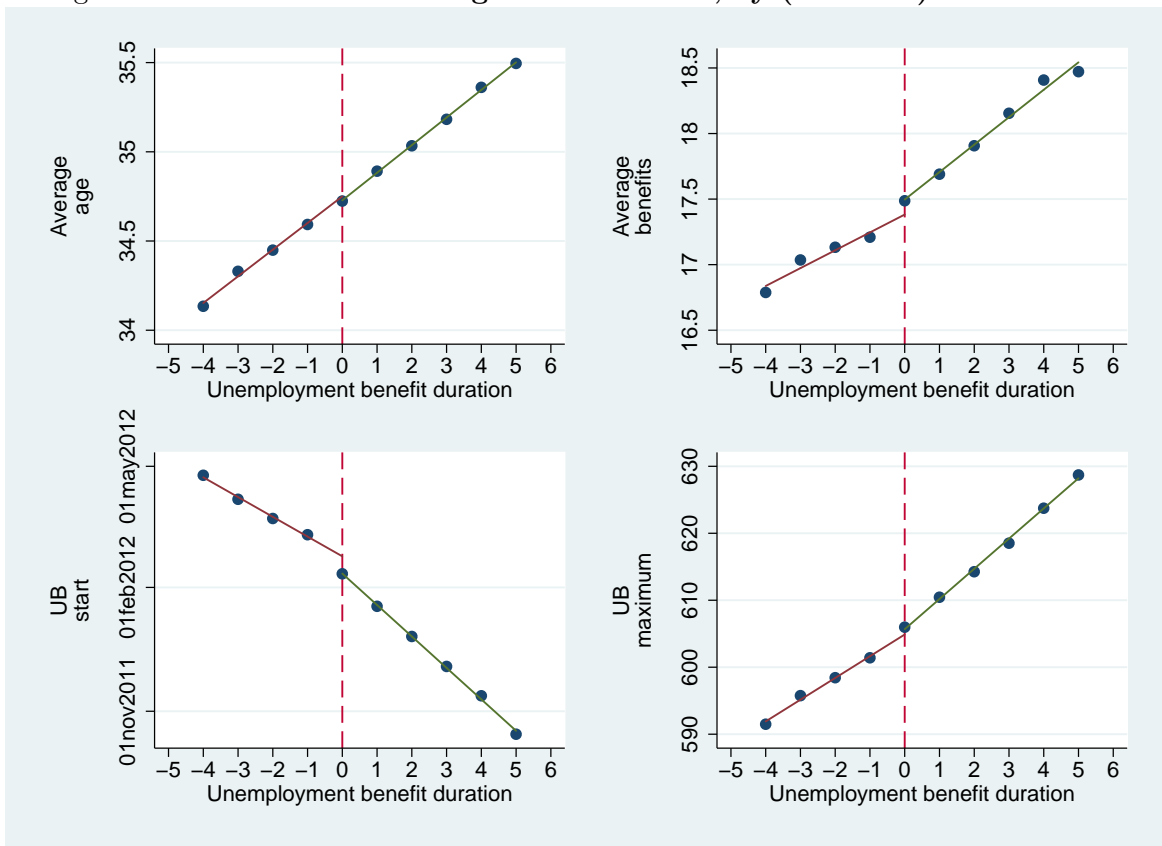 35.5
35
34.5
34
Average
age
−5 −4 −3 −2 −1 0 1 2 3 4 5 6
Unemployment benefit duration
18.5
18
17.5
17
16.5
Average
benefits
−5 −4 −3 −2 −1 0 1 2 3 4 5 6
Unemployment benefit duration
01may2012
01feb2012
01nov2011
UB
start
−5 −4 −3 −2 −1 0 1 2 3 4 5 6
Unemployment benefit duration
630
620
610
600
590
UB
maximum
−5 −4 −3 −2 −1 0 1 2 3 4 5 6
Unemployment benefit duration